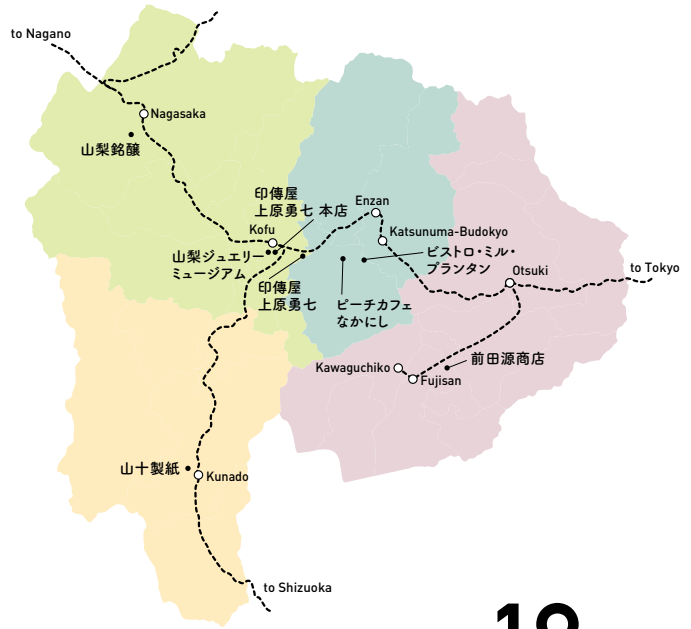 to Nagano
Nagasaka
山梨銘醸
印傳屋
上原勇七 本店
Enzan
Kofu
Katsunuma-Budokyo
山梨ジュエリー
ミュージアム
ビストロ・ミル・
プランタン
Otsuki
to Tokyo
印傳屋
上原勇七
ピーチカフェ
なかにし
前田源商店
Kawaguchiko
Fujisan
山十製紙
Kunado
to Shizuoka